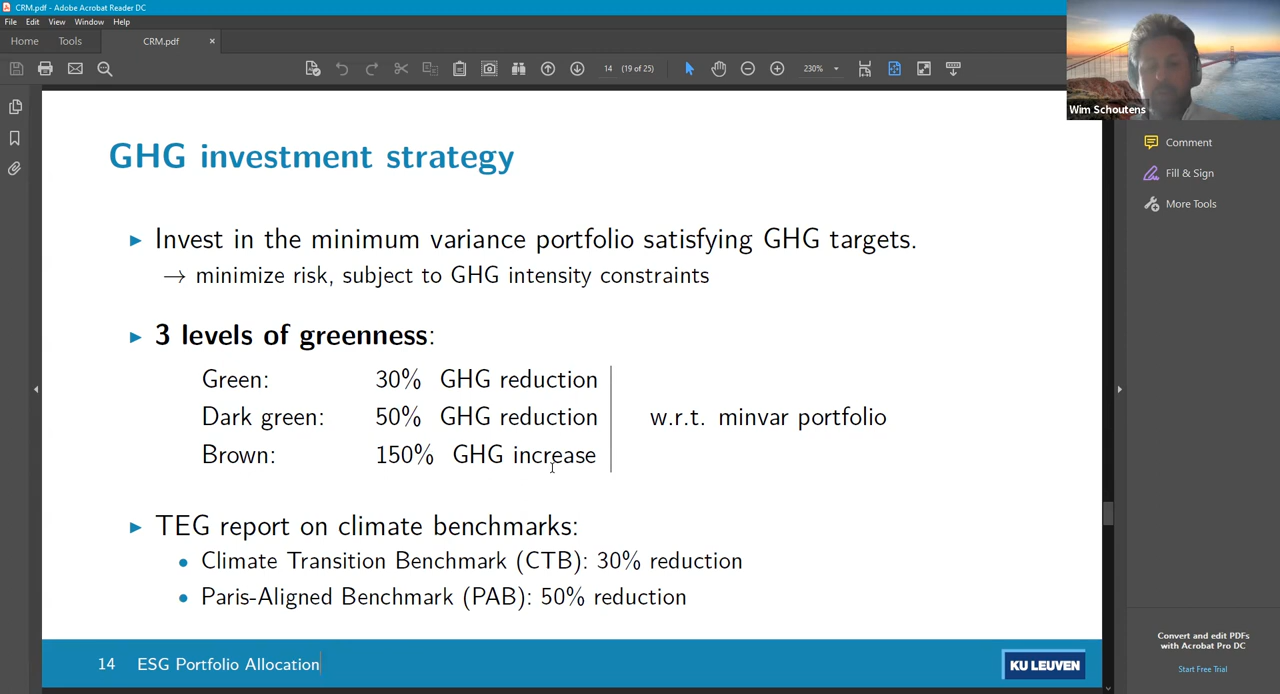 CRM.pdf - Adobe Acrobat Reader DC
File Edit View Window Help
Home Tools CRM.pdf ×
14 (19 of 25) 230%
Wim Schoutens
Comment
Fill & Sign
More Tools
GHG investment strategy
► Invest in the minimum variance portfolio satisfying GHG targets.
→ minimize risk, subject to GHG intensity constraints
► 3 levels of greenness:
Green: 30% GHG reduction
Dark green: 50% GHG reduction w.r.t. minvar portfolio
Brown: 150% GHG increase
► TEG report on climate benchmarks:
• Climate Transition Benchmark (CTB): 30% reduction
• Paris-Aligned Benchmark (PAB): 50% reduction
14 ESG Portfolio Allocation
KU LEUVEN
Convert and edit PDFs
with Acrobat Pro DC
Start Free Trial